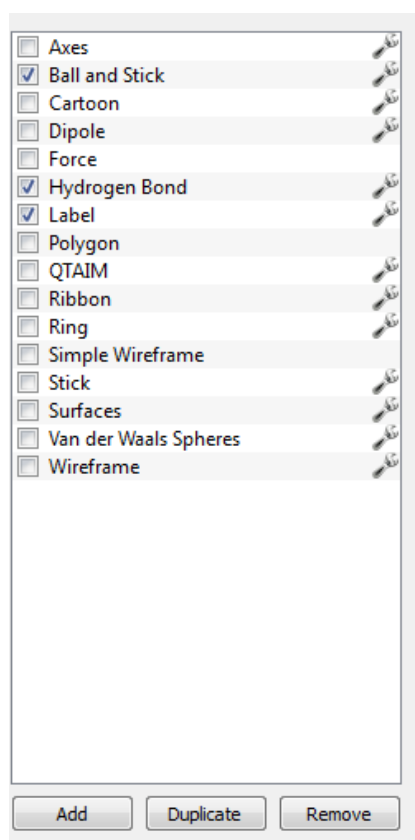 Axes
Ball and Stick
Cartoon
Dipole
Force
Hydrogen Bond
Label
Polygon
QTAIM
Ribbon
Ring
Simple Wireframe
Stick
Surfaces
Van der Waals Spheres
Wireframe
Add Duplicate Remove